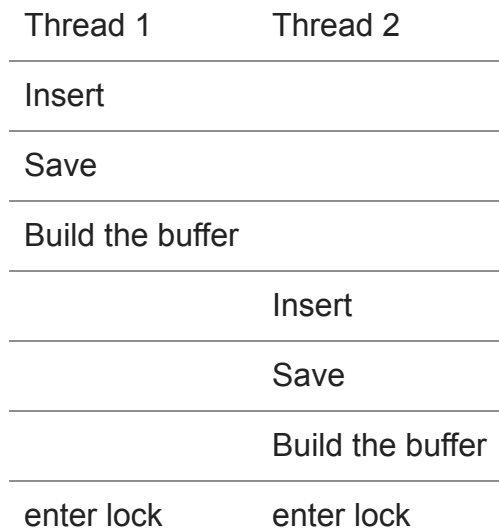 Thread 1 Thread 2
Insert
Save
Build the buffer
Insert
Save
Build the buffer
enter lock enter lock